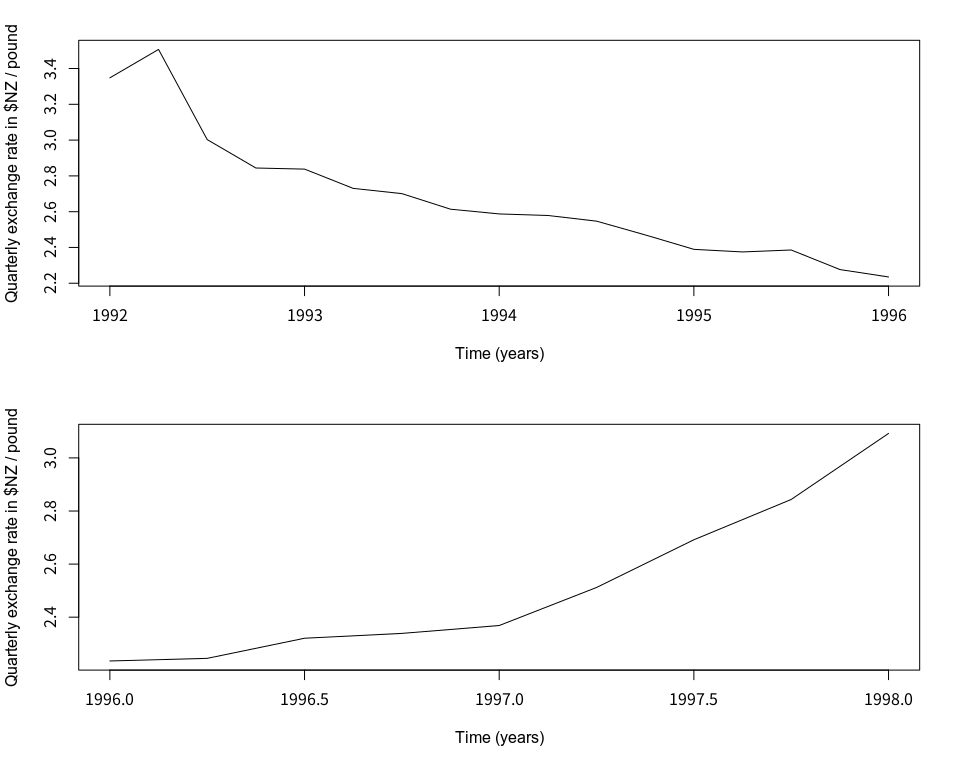 Quarterly exchange rate in $NZ / pound
3.4
3.2
3.0
2.8
2.6
2.4
2.2
1992 1993 1994 1995 1996
Time (years)
Quarterly exchange rate in $NZ / pound
3.0
2.8
2.6
2.4
1996.0 1996.5 1997.0 1997.5 1998.0
Time (years)